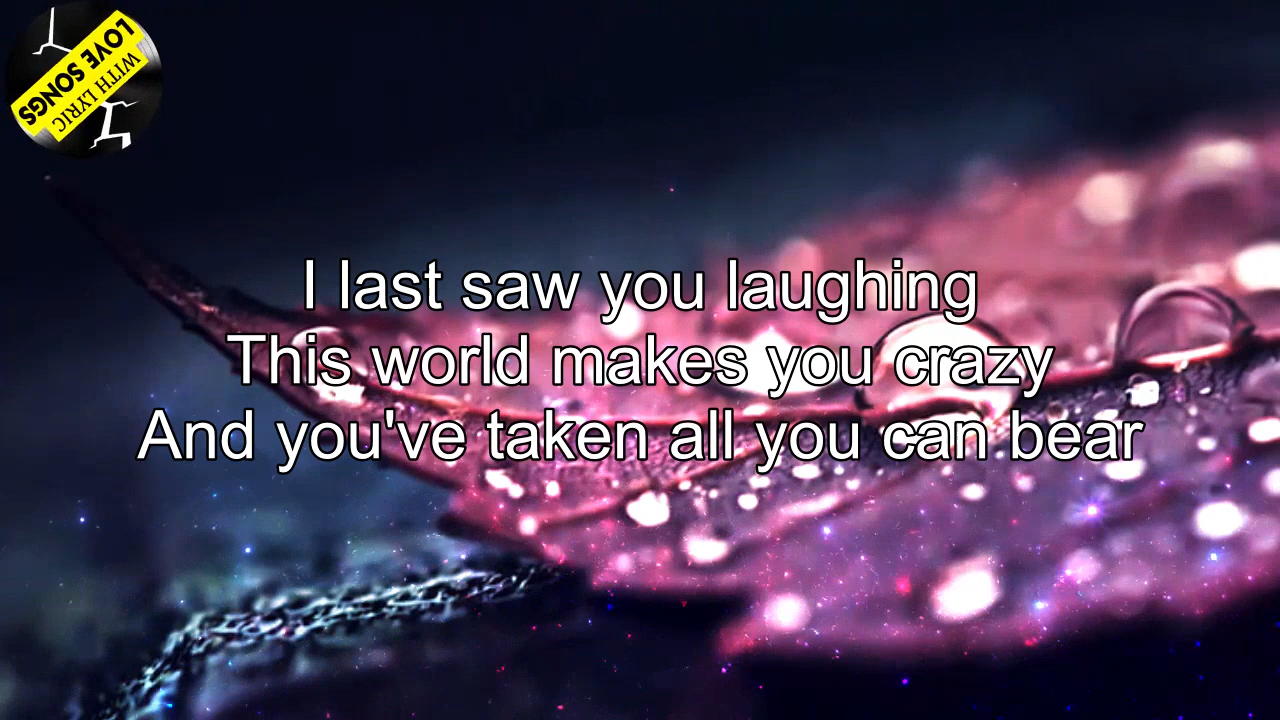 LOVE SONGS
WITH LYRIC
I last saw you laughing
This world makes you crazy
And you've taken all you can bear